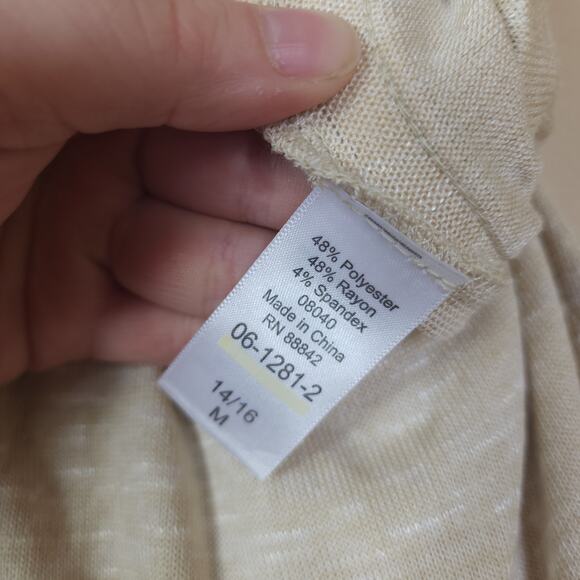 48% Polyester
48% Rayon
4% Spandex
08040
Made in China
RN 88842
06-1281-2
14/16
M